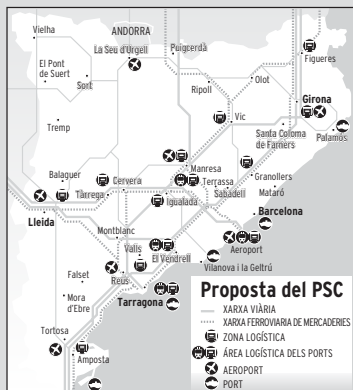 Vielha
ANDORRA
La Seu d'Urgell
Puigcerdà
Figueres
El Pont
de Suert
Sort
Ripoll
Olot
Girona
Tremp
Vic
Santa Coloma
de Farners
Palamós
Balaguer
Cervera
Manresa
Granollers
Tàrrega
Terrassa
Sabadell
Mataró
Igualada
Lleida
Barcelona
Montblanc
Valls
Aeroport
El Vendrell
Vilanova i la Geltrú
Falset
Reus
Mora
d'Ebre
Tarragona
Tortosa
Amposta
Proposta del PSC
XARXA VIÀRIA
XARXA FERROVIARIA DE MERCADERIES
ZONA LOGÍSTICA
ÁREA LOGÍSTICA DELS PORTS
AEROPORT
PORT